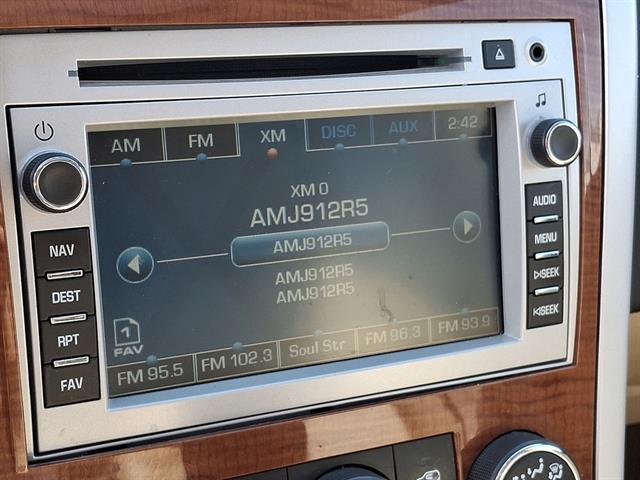 AM FM XM DISC AUX 2:42
XM 0
AMJ912R5
AMJ912R5
AMJ912R5
AMJ912R5
1
FAV
FM 95.5 FM 102.3 Soul Str FM 96.3 FM 93.9
NAV
DEST
RPT
FAV
AUDIO
MENU
SEEK
SEEK